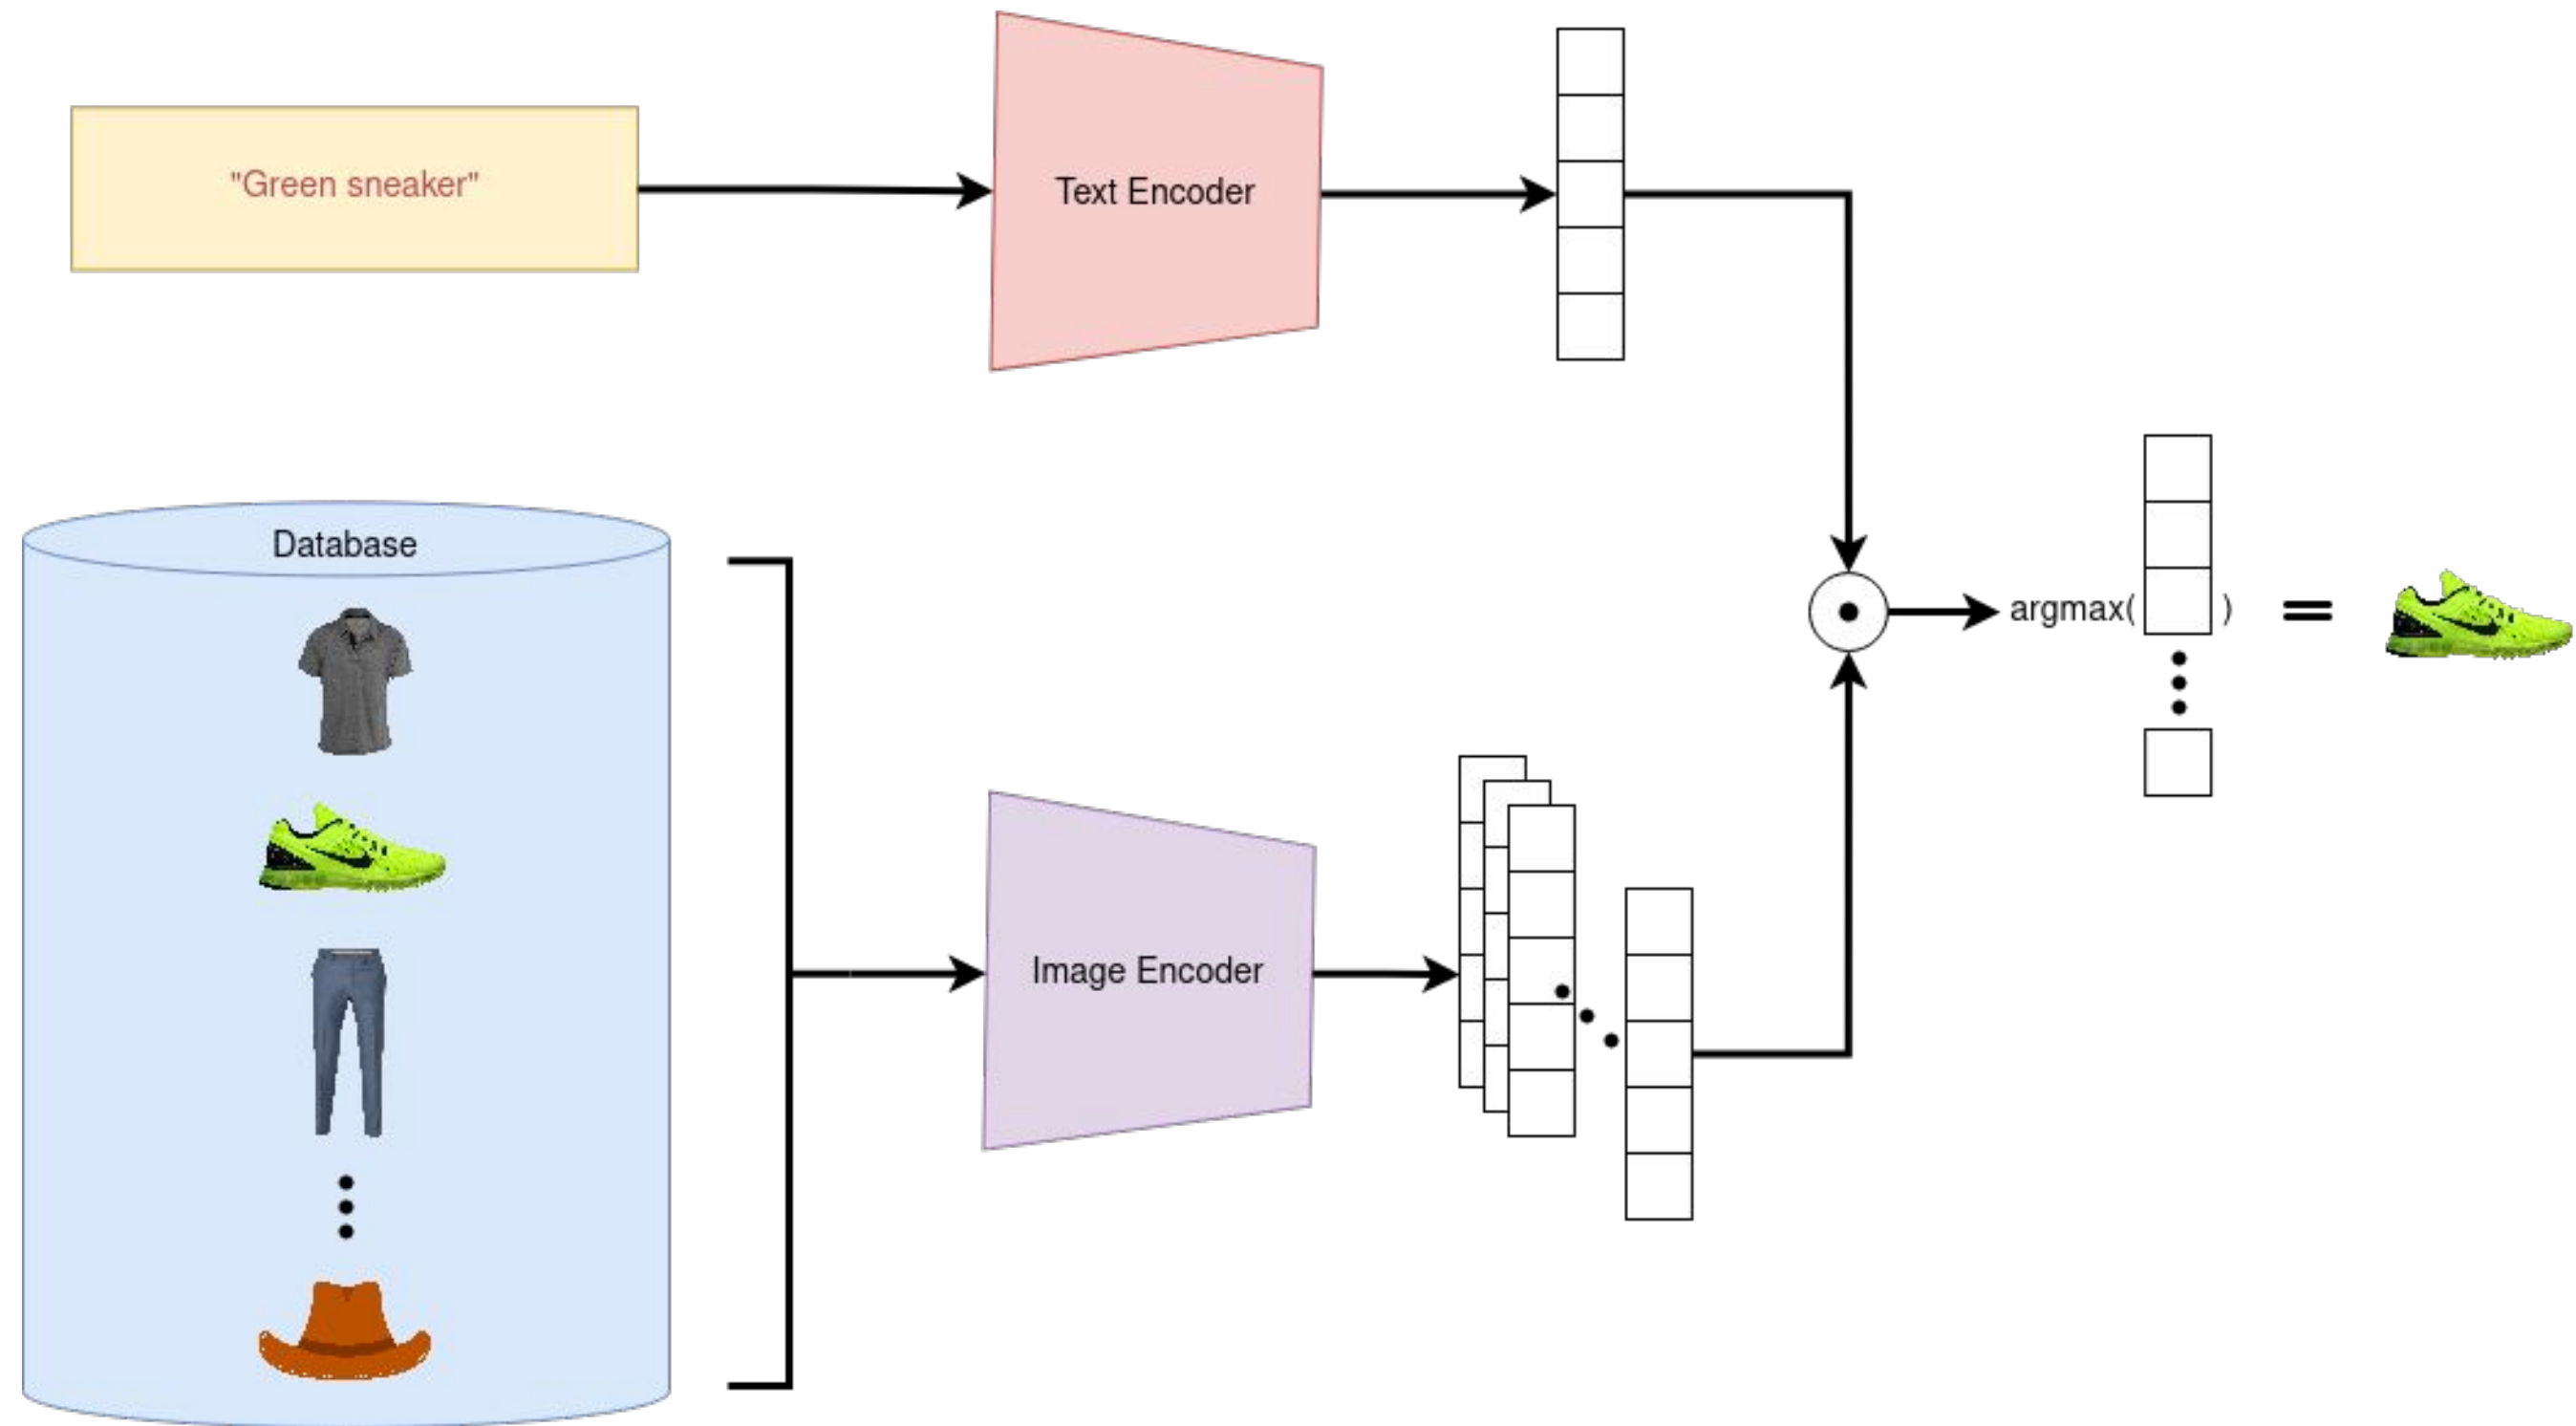 "Green sneaker"
Text Encoder
Database
argmax( )
=
Image Encoder